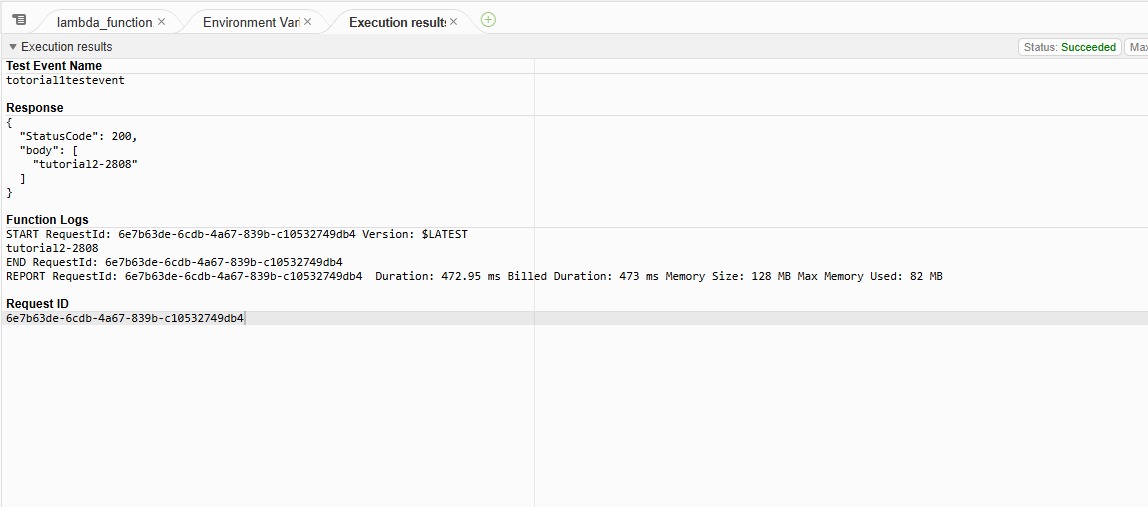 lambda_function
Environment Vari
Execution results
Execution results
Status: Succeeded
Max
Test Event Name
totorial1testevent
Response
{
  "StatusCode": 200,
  "body": [
    "tutorial2-2808"
  ]
}
Function Logs
START RequestId: 6e7b63de-6cdb-4a67-839b-c10532749db4 Version: $LATEST
tutorial2-2808
END RequestId: 6e7b63de-6cdb-4a67-839b-c10532749db4
REPORT RequestId: 6e7b63de-6cdb-4a67-839b-c10532749db4  Duration: 472.95 ms Billed Duration: 473 ms Memory Size: 128 MB Max Memory Used: 82 MB
Request ID
6e7b63de-6cdb-4a67-839b-c10532749db4